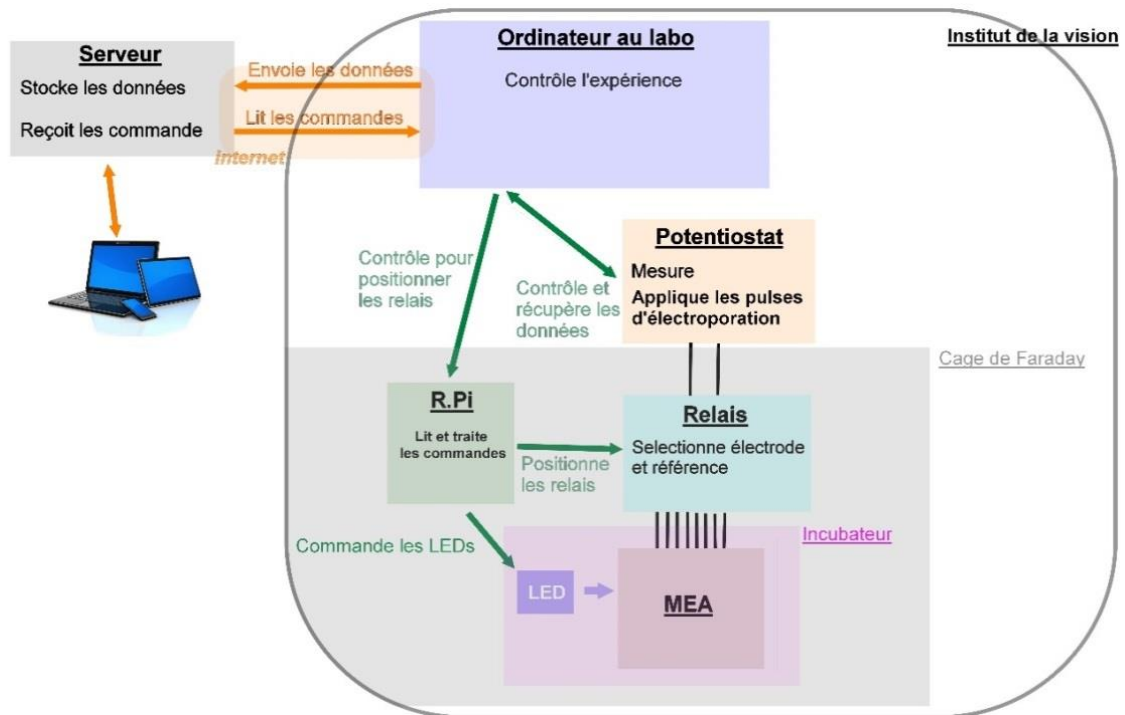 Serveur
Stocke les données
Reçoit les commande
Envoie les données
Lit les commandes
Internet
Ordinateur au labo
Contrôle l'expérience
Institut de la vision
Contrôle pour
positionner
les relais
Contrôle et
récupère les
données
Potentiostat
Mesure
Applique les pulses
d'électroporation
Cage de Faraday
R.Pi
Lit et traite
les commandes
Positionne
les relais
Relais
Selectionne électrode
et référence
Commande les LEDs
Incubateur
LED
MEA